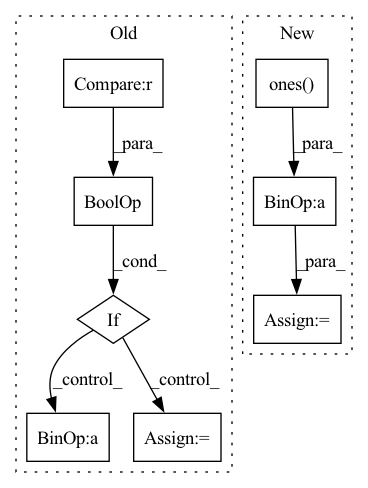 Old
New
Compare:r
ones()
_para_
_para_
BoolOp
BinOp:a
_cond_
_para_
If
Assign:=
_control_
_control_
BinOp:a
Assign:=